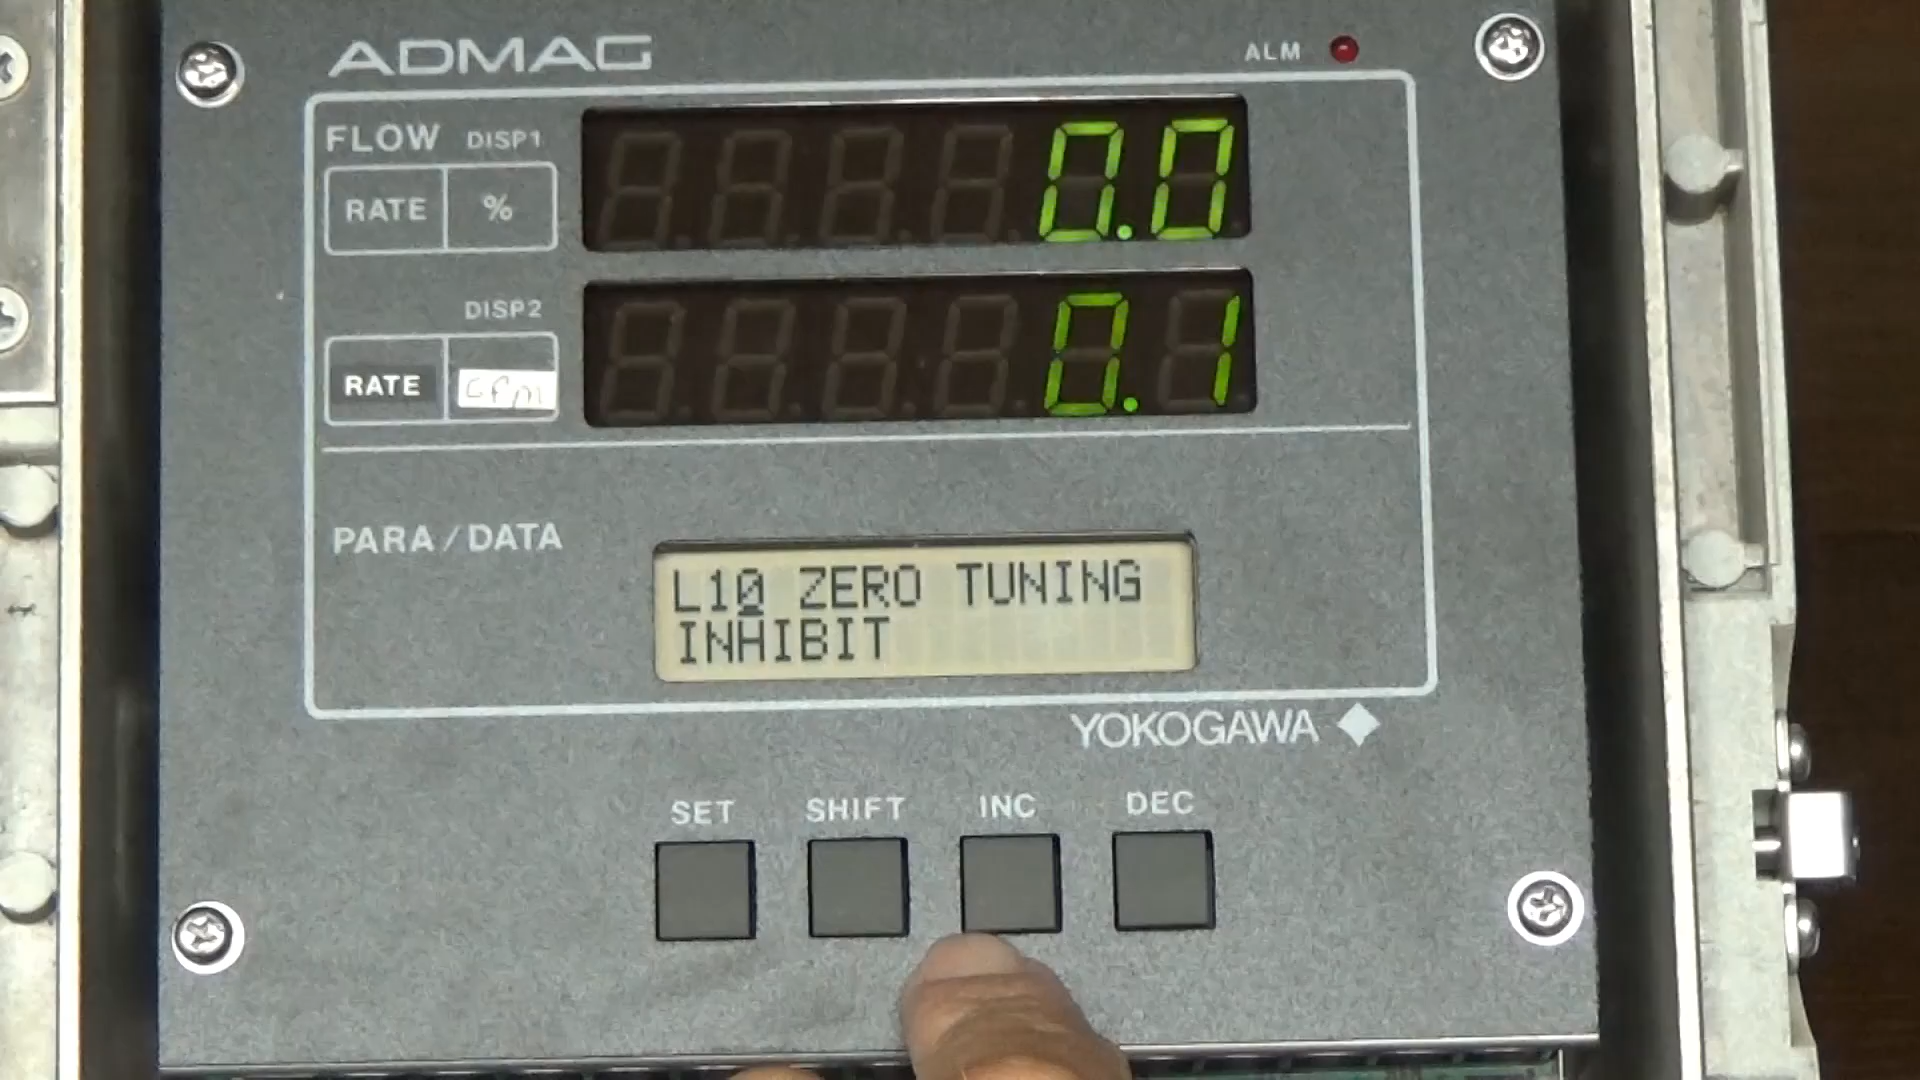 ADMAG
ALM
FLOW DISP1
RATE %
0.0
DISP2
RATE GPM
0.1
PARA/DATA
L10 ZERO TUNING
INHIBIT
YOKOGAWA
SET SHIFT INC DEC